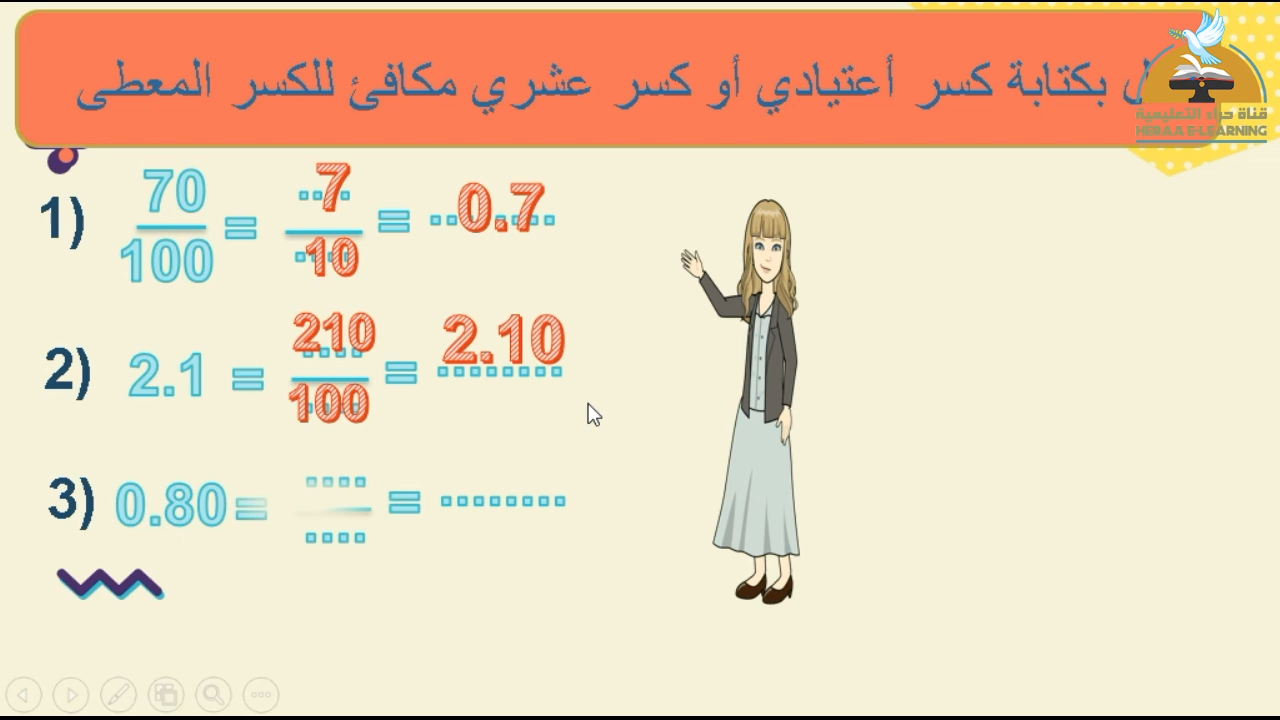 بكتابة كسر أعتيادي أو كسر عشري مكافئ للكسر المعطى
قناة حراء التعليمية
HERAA E-LEARNING
1) 70/100 = 7/10 = 0.7
2) 2.1 = 210/100 = 2.10
3) 0.80 = ..../.... = ........